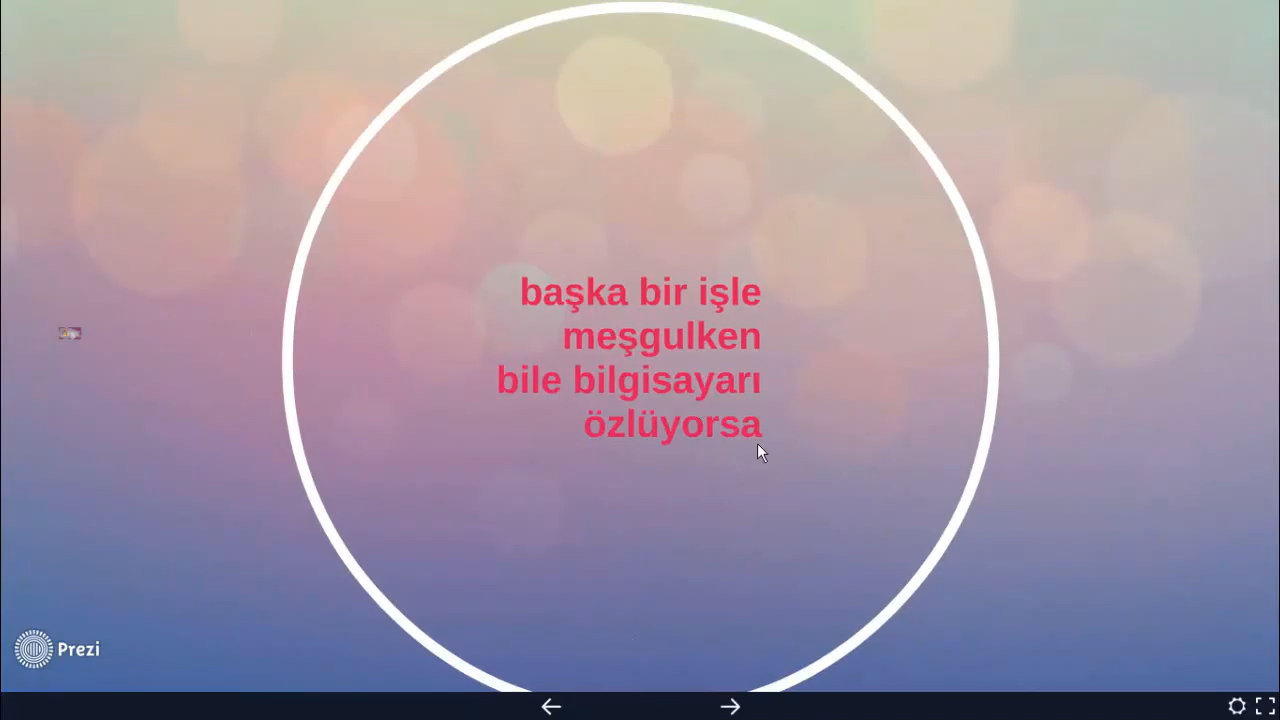 başka bir işle
meşgulken
bile bilgisayarı
özlüyorsa
Prezi